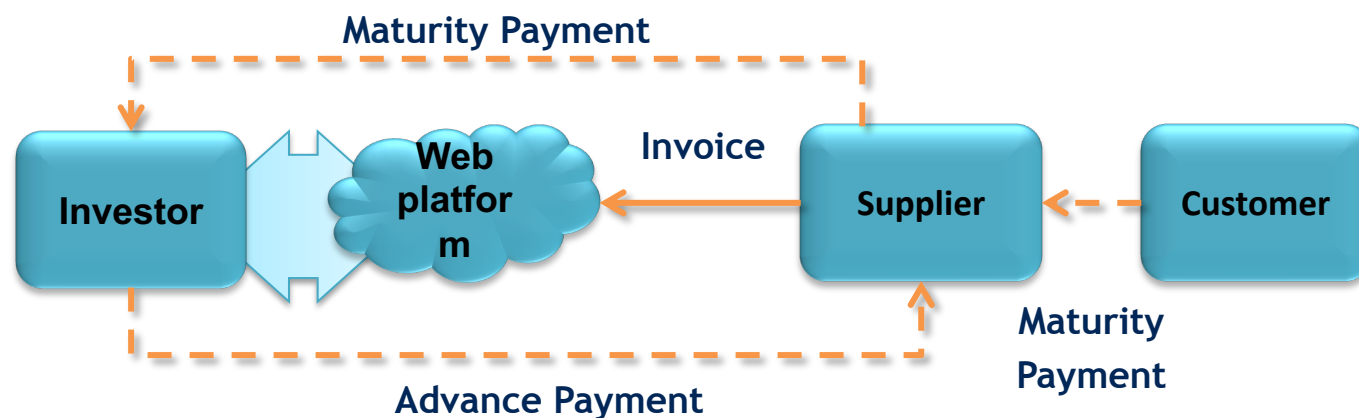 Maturity Payment
Investor
Web
platfor
m
Invoice
Supplier
Customer
Maturity
Payment
Advance Payment